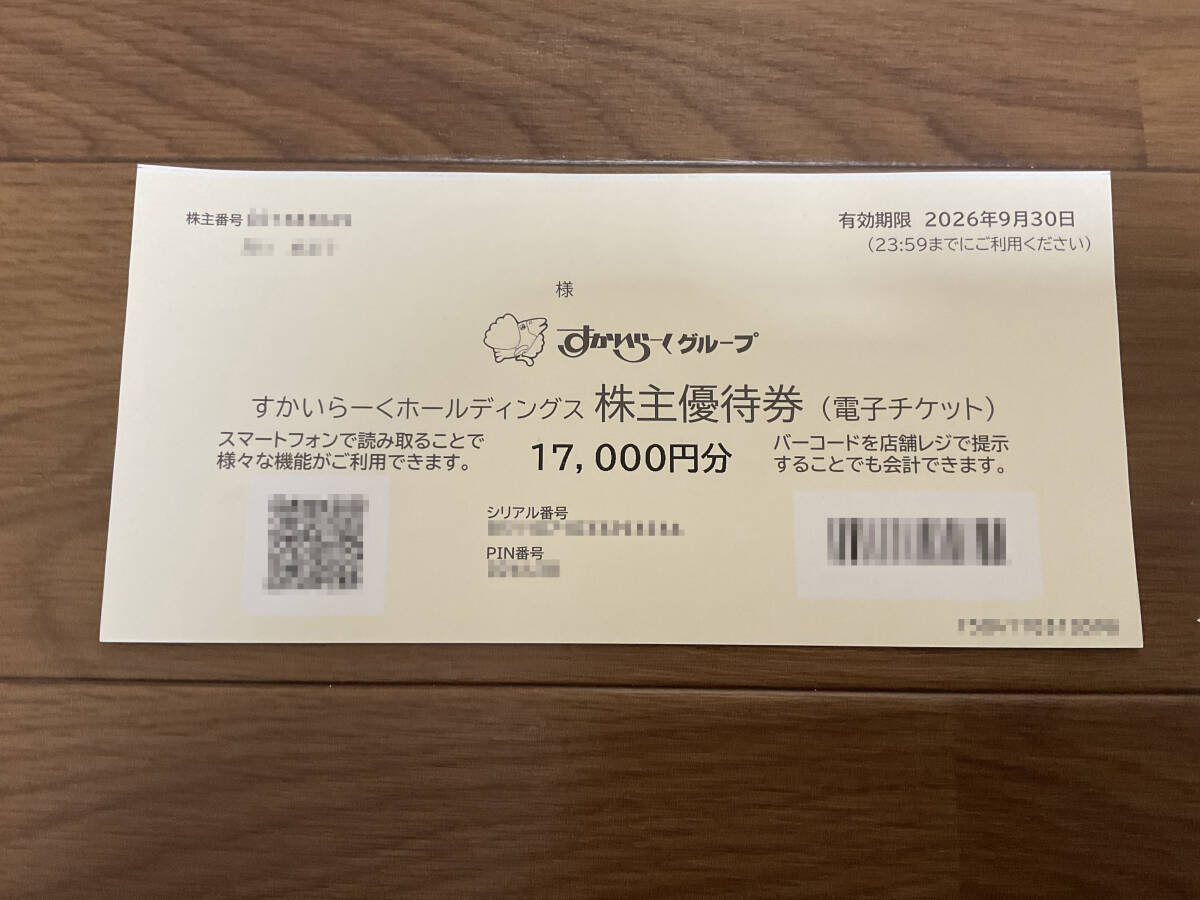 株主番号
有効期限 2026年9月30日
(23:59までにご利用ください)
様
すかいらーくグループ
すかいらーくホールディングス 株主優待券 (電子チケット)
スマートフォンで読み取ることで
様々な機能がご利用できます。
17,000円分
バーコードを店舗レジで提示
することでも会計できます。
シリアル番号
PIN番号